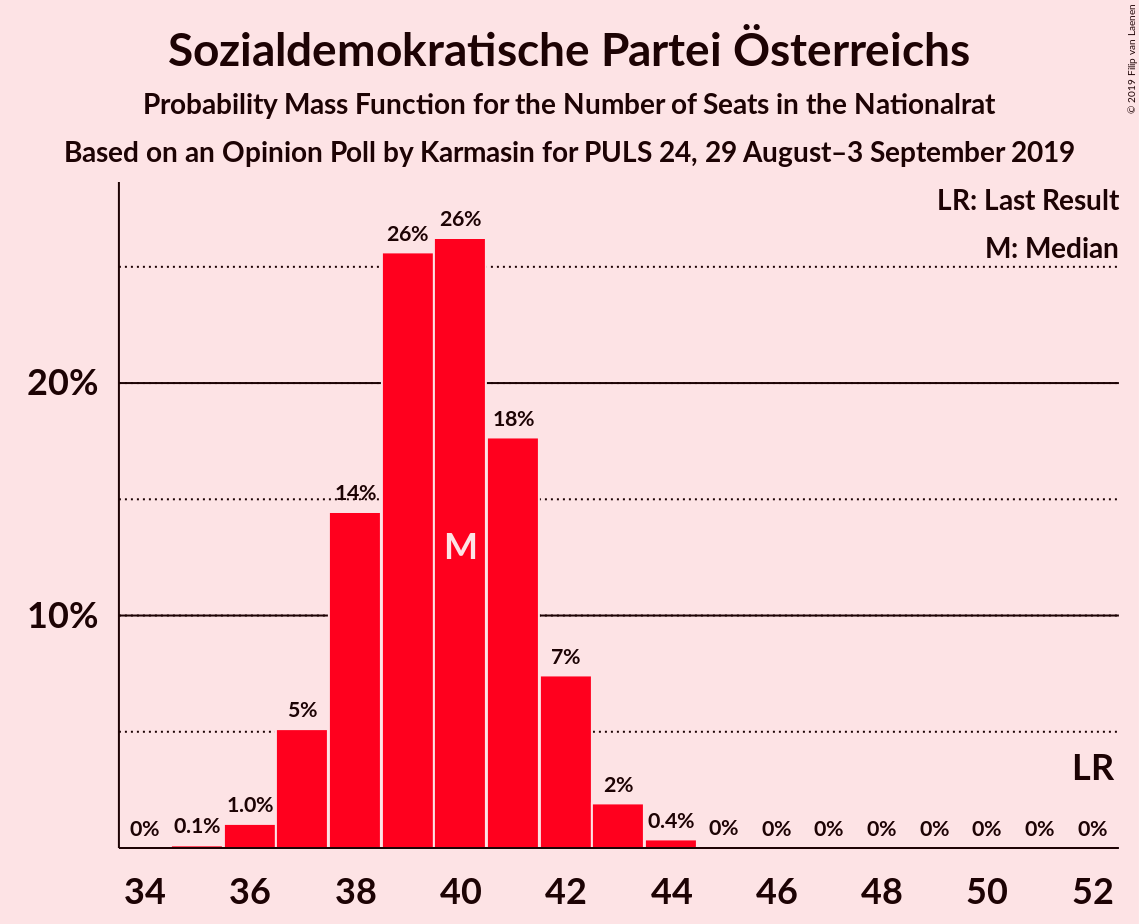 Sozialdemokratische Partei Österreichs
Probability Mass Function for the Number of Seats in the Nationalrat
Based on an Opinion Poll by Karmasin for PULS 24, 29 August–3 September 2019
© 2019 Filip van Laenen
LR: Last Result
M: Median
26%
26%
20%
18%
14%
M
10%
7%
5%
LR
2%
1.0%
0.4%
0.1%
0%
0%
0%
0%
0%
0%
0%
0%
0%
34 36 38 40 42 44 46 48 50 52